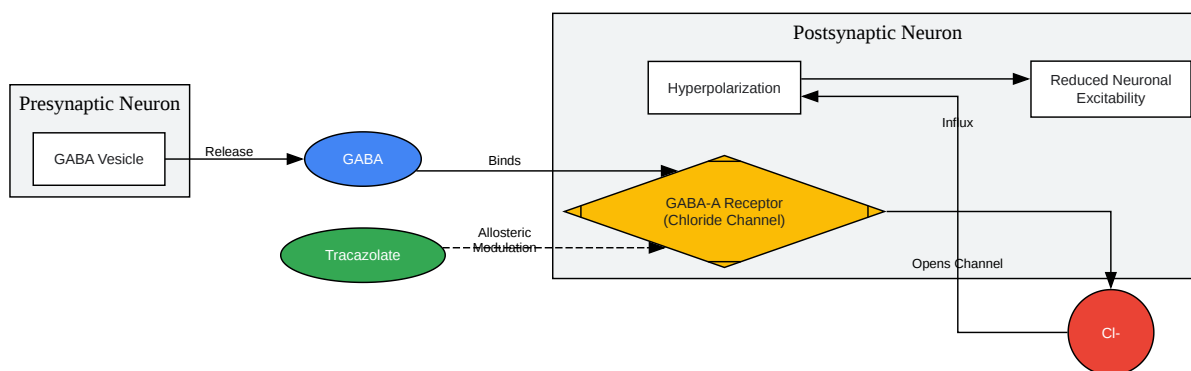 Postsynaptic Neuron
Presynaptic Neuron
GABA Vesicle
Release
GABA
Binds
Tracazolate
Allosteric
Modulation
GABA-A Receptor
(Chloride Channel)
Hyperpolarization
Reduced Neuronal
Excitability
Influx
Opens Channel
Cl-